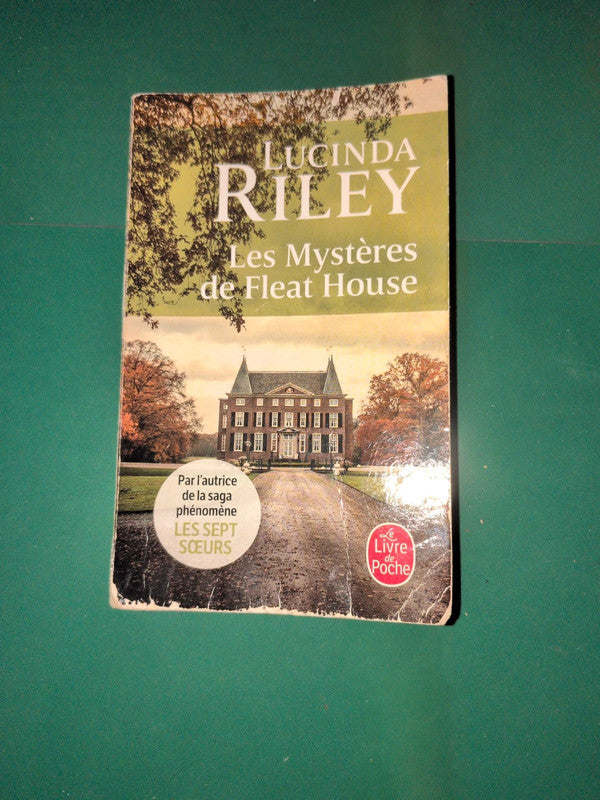 LUCINDA
RILEY
Les Mystères
de Fleat House
Par l'autrice
de la saga
phénomène
LES SEPT
SŒURS
Le
Livre
de
Poche